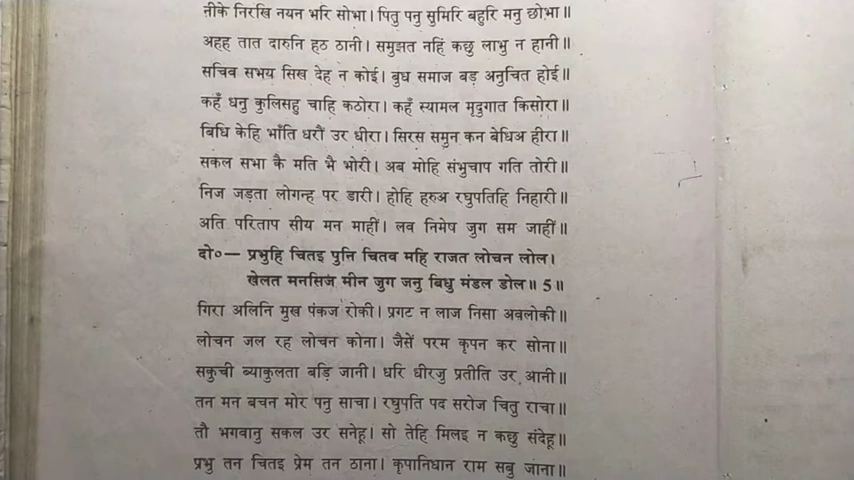 नीके निरखि नयन भरि सोभा। पितु पनु सुमिरि बहुरि मनु छोभा॥
अहह तात दारुनि हठ ठानी। समुझत नहिं कछु लाभु न हानी॥
सचिव सभय सिख देह न कोई। बुध समाज बड़ अनुचित होई॥
कहँ धनु कुलिसहु चाहि कठोरा। कहँ स्यामल मृदुगात किसोरा॥
बिधि केहि भाँति धरौं उर धीरा। सिरस समुन कन बेधिअ हीरा॥
सकल सभा कै मति भै भोरी। अब मोहि संभुचाप गति तोरी॥
निज जड़ता लोगन्ह पर डारी। होहि हरुअ रघुपतिहि निहारी॥
अति परिताप सीय मन माहीं। लव निमेष जुग सम जाहीं॥
दो०— प्रभुहि चितइ पुनि चितव महि राजत लोचन लोल।
खेलत मनसिज मीन जुग जनु बिधु मंडल डोल॥ 5॥
गिरा अलिनि मुख पंकज रोकी। प्रगट न लाज निसा अवलोकी॥
लोचन जल रह लोचन कोना। जैसें परम कृपन कर सोना॥
सकुची ब्याकुलता बड़ि जानी। धरि धीरजु प्रतीति उर आनी॥
तन मन बचन मोर पनु साचा। रघुपति पद सरोज चितु राचा॥
तौ भगवानु सकल उर सनेहू। सो तेहि मिलइ न कछु संदेहू॥
प्रभु तन चितइ प्रेम तन ठाना। कृपानिधान राम सबु जाना॥